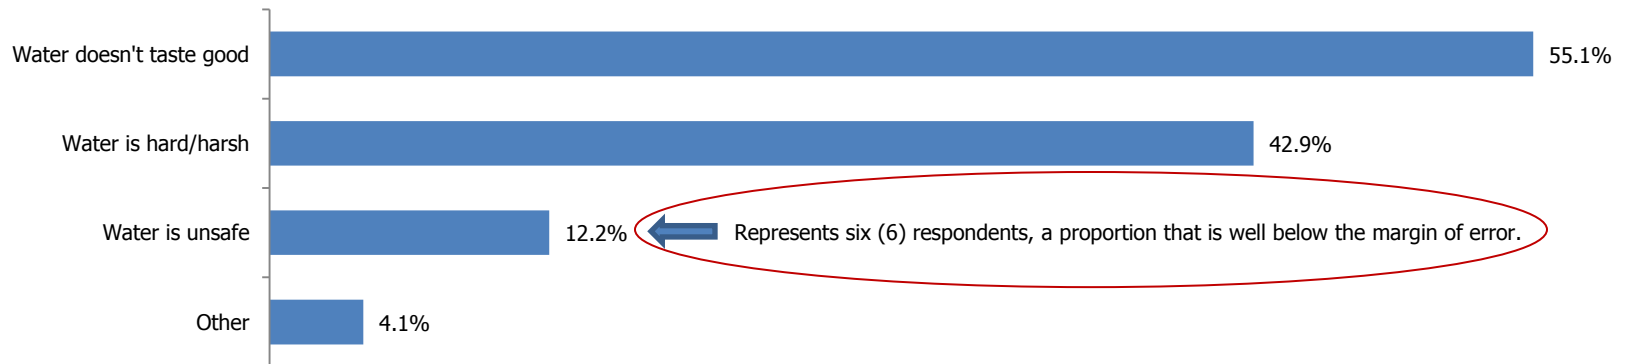 Water doesn't taste good 55.1%
Water is hard/harsh 42.9%
Water is unsafe 12.2% Represents six (6) respondents, a proportion that is well below the margin of error.
Other 4.1%